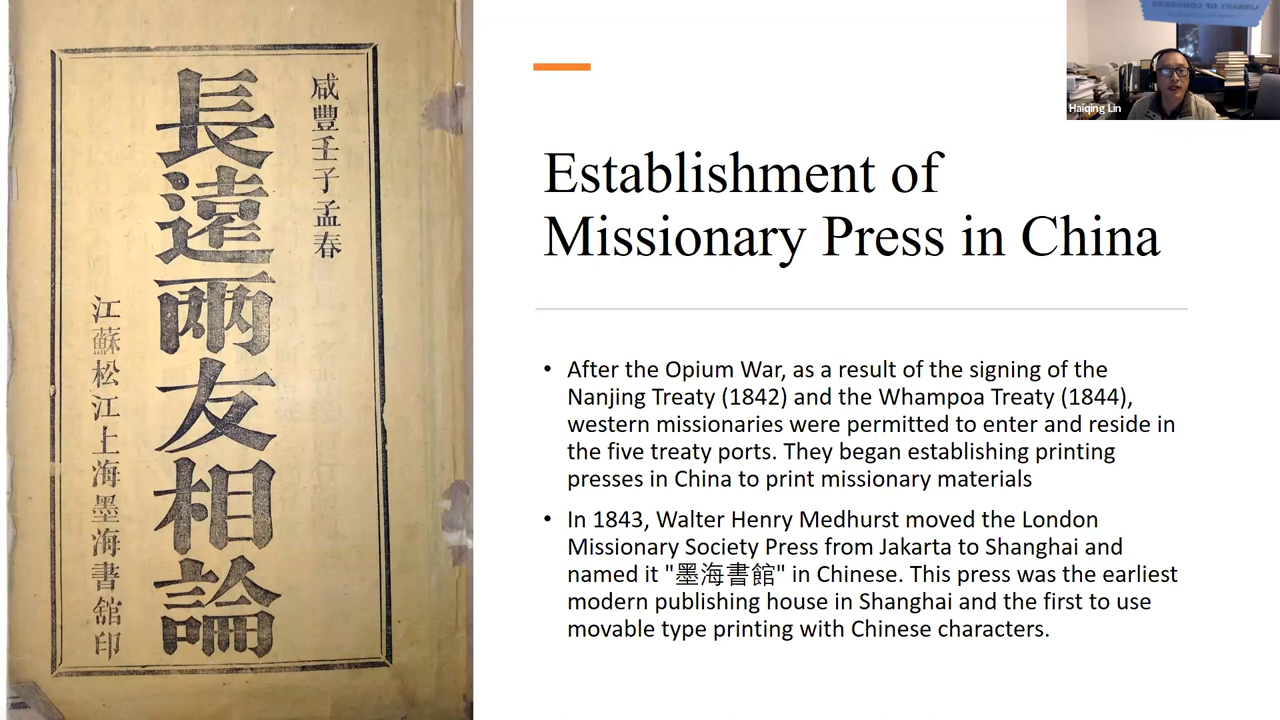 咸豐壬子孟春
長遠兩友相論
江蘇松江上海墨海書舘印
Establishment of
Missionary Press in China
• After the Opium War, as a result of the signing of the
Nanjing Treaty (1842) and the Whampoa Treaty (1844),
western missionaries were permitted to enter and reside in
the five treaty ports. They began establishing printing
presses in China to print missionary materials
• In 1843, Walter Henry Medhurst moved the London
Missionary Society Press from Jakarta to Shanghai and
named it "墨海書館" in Chinese. This press was the earliest
modern publishing house in Shanghai and the first to use
movable type printing with Chinese characters.
LIBRARY OF CONGRESS
Haiqing Lin